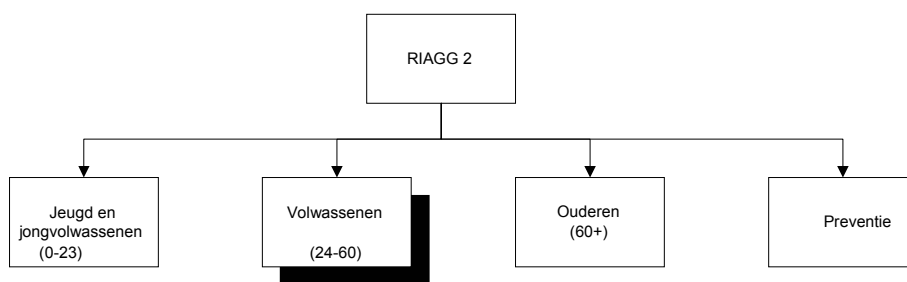 RIAGG 2
Jeugd en
jongvolwassenen
(0-23)
Volwassenen
(24-60)
Ouderen
(60+)
Preventie